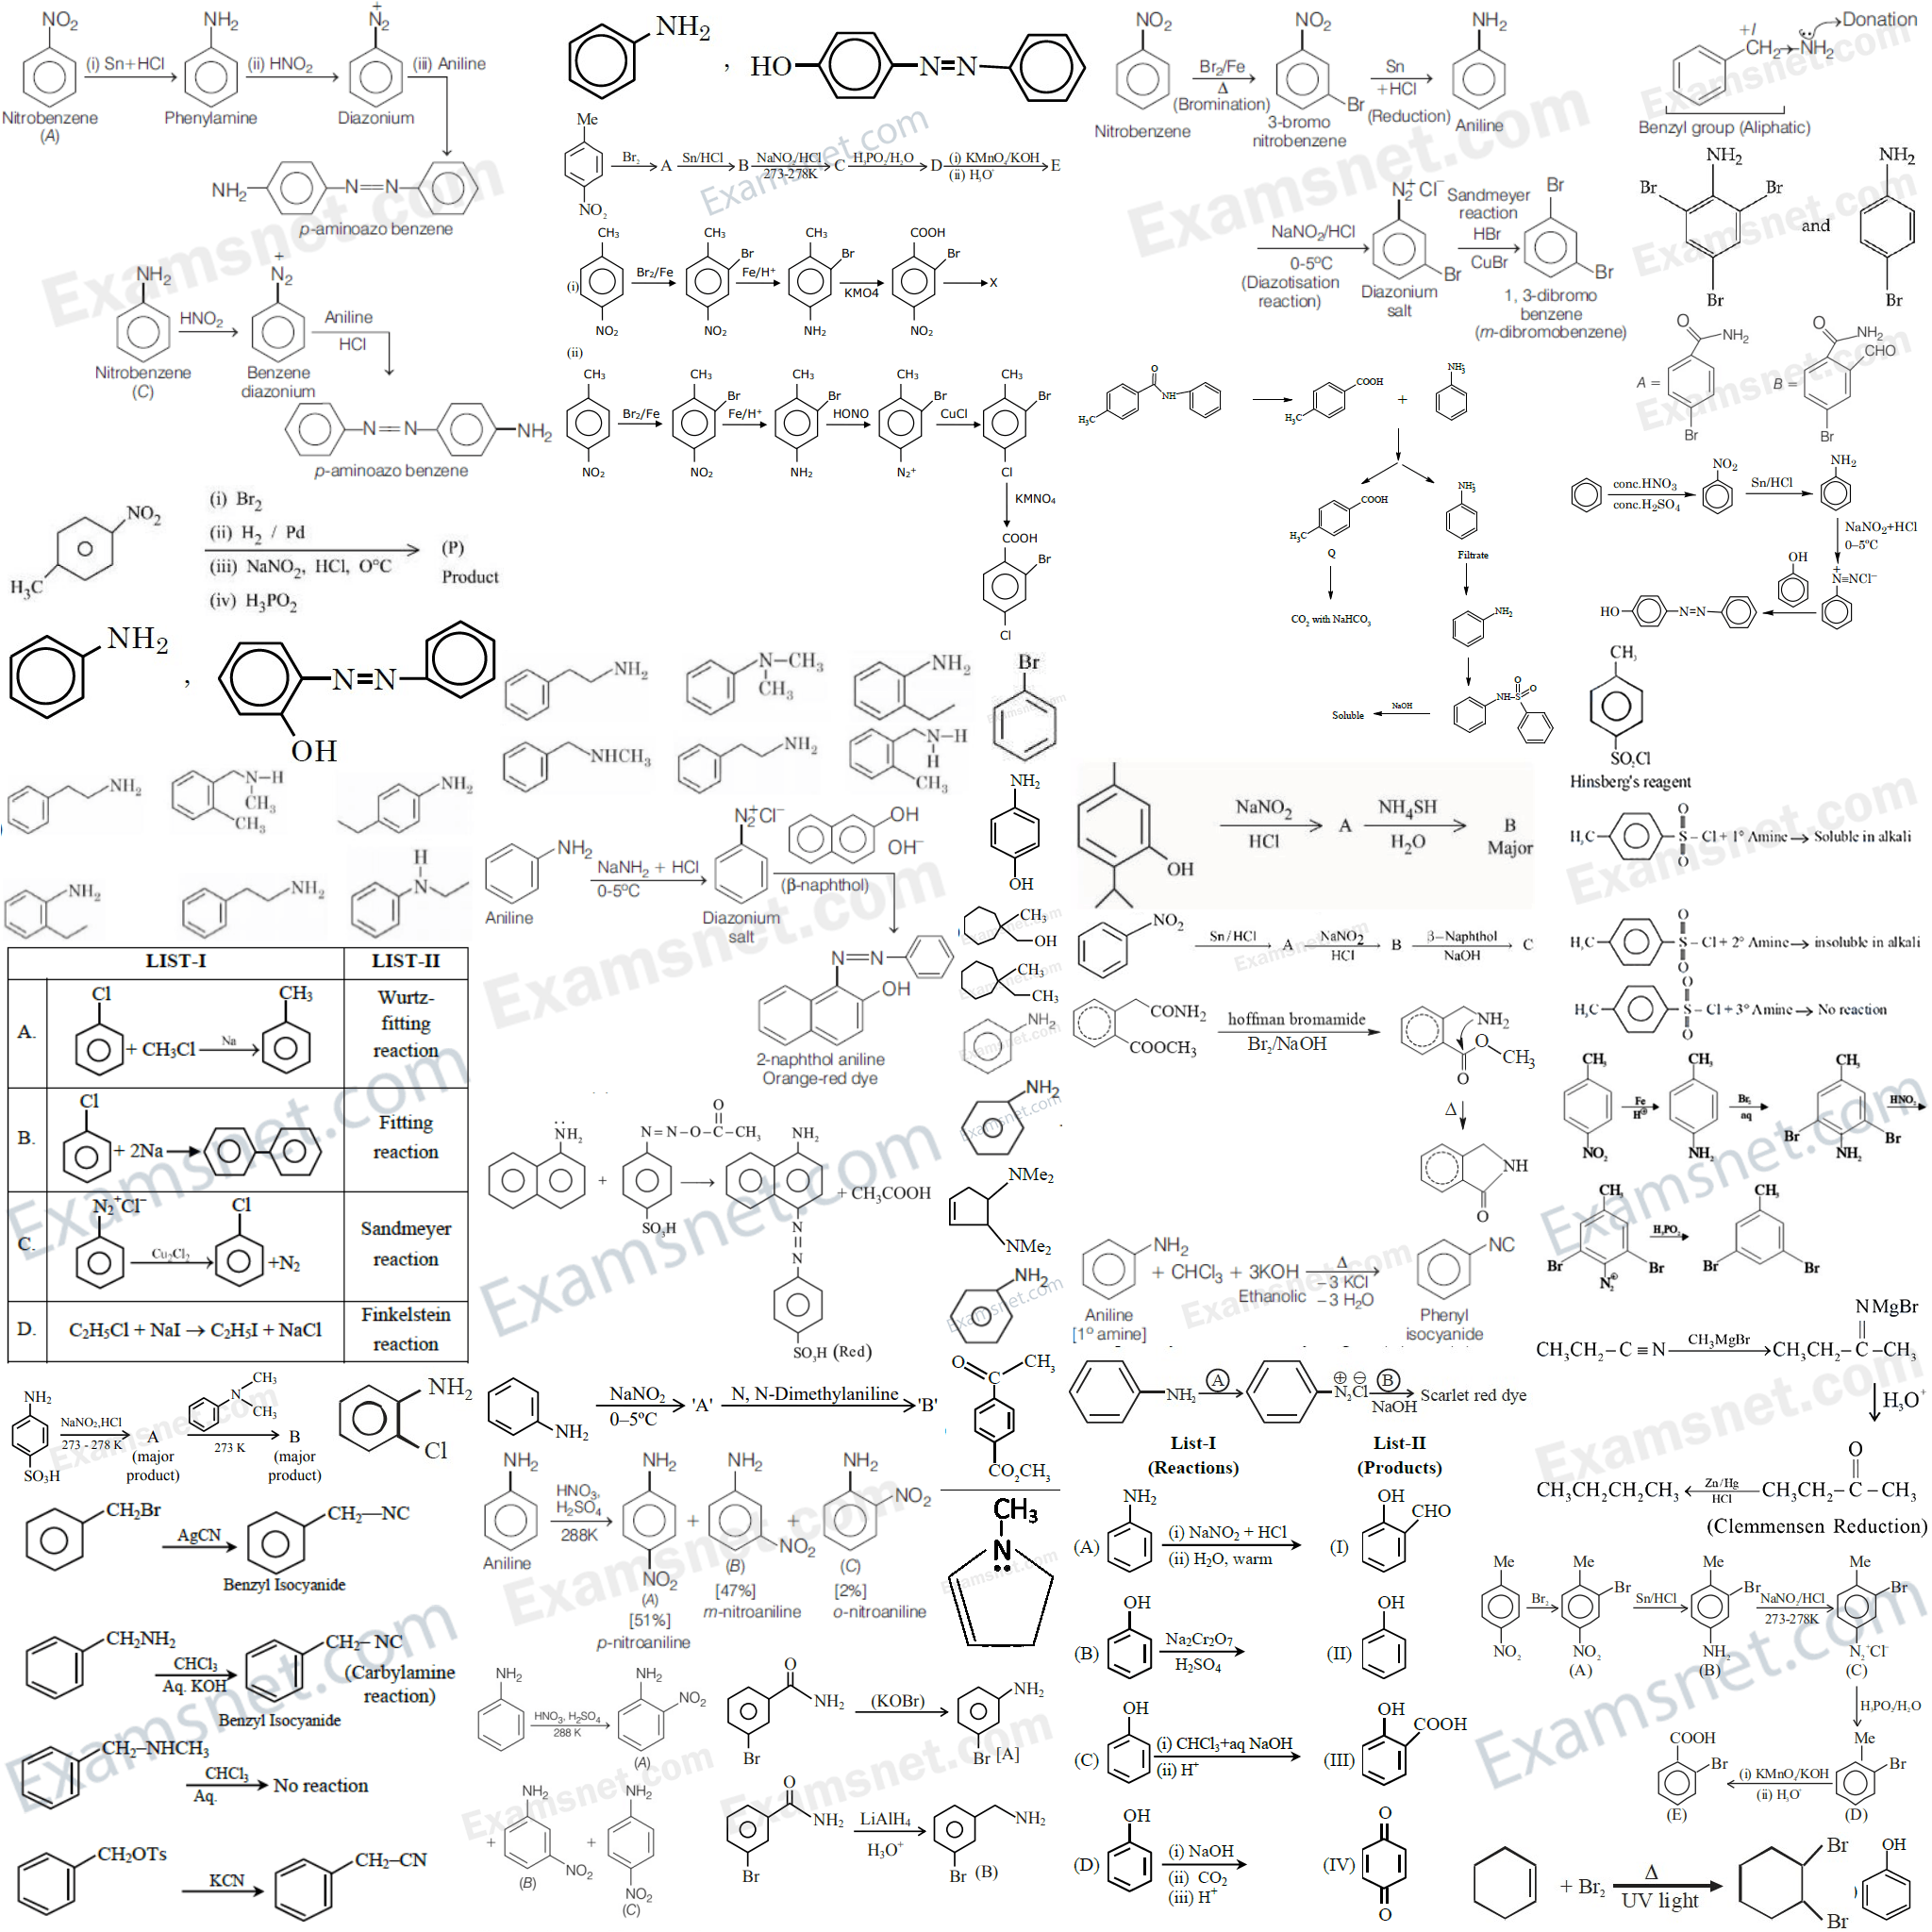 NO2
NH2
+
N2
(i) Sn+HCl
(ii) HNO2
(iii) Aniline
Nitrobenzene
(A)
Phenylamine
Diazonium
NH2
N=N
p-aminoazo benzene
NH2
+
N2
HNO2
Aniline
HCl
Nitrobenzene
(C)
Benzene
diazonium
N=N
NH2
p-aminoazo benzene
NO2
H3C
(i) Br2
(ii) H2 / Pd
(iii) NaNO2, HCl, O°C
(iv) H3PO2
(P)
Product
NH2
,
N=N
OH
NH2
N-H
CH3
CH3
NH2
NH2
NH2
H
N
LIST-I
LIST-II
A.
Cl
+ CH3Cl
Na
CH3
Wurtz-
fitting
reaction
B.
Cl
+ 2Na
Fitting
reaction
C.
N2+Cl−
Cu2Cl2
Cl
+N2
Sandmeyer
reaction
D.
C2H5Cl + NaI → C2H5I + NaCl
Finkelstein
reaction
NH2
SO3H
NaNO2,HCl
273 - 278 K
A
(major
product)
N
CH3
CH3
273 K
B
(major
product)
NH2
Cl
CH2Br
AgCN
CH2—NC
Benzyl Isocyanide
CH2NH2
CHCl3
Aq. KOH
CH2–NC
(Carbylamine
reaction)
Benzyl Isocyanide
CH2–NHCH3
CHCl3
Aq.
No reaction
CH2OTs
KCN
CH2–CN
NH2
,
HO
N=N
Me
NO2
Br2
A
Sn/HCl
B
NaNO2/HCl
273-278K
C
H3PO2/H2O
D
(i) KMnO4/KOH
(ii) H3O+
E
(i)
CH3
NO2
Br2/Fe
CH3
Br
NO2
Fe/H+
CH3
Br
NH2
KMO4
COOH
Br
NO2
X
(ii)
CH3
NO2
Br2/Fe
CH3
Br
NO2
Fe/H+
CH3
Br
NH2
HONO
CH3
Br
N2+
CuCl
CH3
Br
Cl
KMNO4
COOH
Br
Cl
NH2
N–CH3
CH3
NH2
Br
NHCH3
NH2
N–H
H
CH3
NH2
NaNH2 + HCl
0-5°C
Aniline
N2+Cl−
Diazonium
salt
OH
OH−
(β-naphthol)
N=N
OH
2-naphthol aniline
Orange-red dye
NH2
OH
CH3
OH
CH3
CH3
NH2
NH2
NMe2
NMe2
NH2
NH2
+
N=N–O–C–CH3
O
SO3H
NH2
N
N
SO3H (Red)
+ CH3COOH
NH2
NaNO2
0–5°C
'A'
N, N-Dimethylaniline
'B'
NH2
Aniline
HNO3,
H2SO4
288K
NH2
NO2
(A)
[51%]
p-nitroaniline
+
NH2
NO2
(B)
[47%]
m-nitroaniline
+
NH2
NO2
(C)
[2%]
o-nitroaniline
NH2
HNO3, H2SO4
288 K
NH2
NO2
(A)
+
NH2
NO2
(B)
+
NH2
NO2
(C)
O
NH2
Br
(KOBr)
NH2
Br [A]
O
NH2
Br
LiAlH4
H3O+
NH2
Br
(B)
O
C
CH3
CO2CH3
CH3
N
NO2
Nitrobenzene
Br2/Fe
Δ
(Bromination)
NO2
Br
3-bromo
nitrobenzene
Sn
+HCl
(Reduction)
NH2
Aniline
NaNO2/HCl
0-5°C
(Diazotisation
reaction)
N2+ Cl−
Br
Diazonium
salt
Sandmeyer
reaction
HBr
CuBr
Br
Br
1, 3-dibromo
benzene
(m-dibromobenzene)
+I
CH2
NH2
Donation
Benzyl group (Aliphatic)
NH2
Br
Br
Br
and
NH2
Br
O
NH2
A =
Br
O
NH2
CHO
B =
Br
H3C
O
NH
COOH
H3C
+
NH3
COOH
H3C
Q
CO2 with NaHCO3
NH3
Filtrate
NH2
NH–S
O
O
NaOH
Soluble
conc.HNO3
conc.H2SO4
NO2
Sn/HCl
NH2
NaNO2+HCl
0–5°C
OH
+
N≡NCl−
HO
N=N
CH3
SO2Cl
Hinsberg's reagent
OH
NaNO2
HCl
A
NH4SH
H2O
B
Major
H3C
O
S
O
Cl + 1° Amine → Soluble in alkali
H3C
O
S
O
Cl + 2° Amine → insoluble in alkali
H3C
O
S
O
Cl + 3° Amine → No reaction
NO2
Sn/HCl
A
NaNO2
HCl
B
β–Naphthol
NaOH
C
CONH2
COOCH3
hoffman bromamide
Br2/NaOH
NH2
O
CH3
O
Δ
NH
O
NH2
Aniline
[1° amine]
+ CHCl3 + 3KOH
Ethanolic
Δ
– 3 KCl
– 3 H2O
NC
Phenyl
isocyanide
NH2
A
N2Cl
B
NaOH
Scarlet red dye
List-I
(Reactions)
List-II
(Products)
(A)
NH2
(i) NaNO2 + HCl
(ii) H2O, warm
(I)
OH
CHO
(B)
OH
Na2Cr2O7
H2SO4
(II)
OH
(C)
OH
(i) CHCl3+aq NaOH
(ii) H+
(III)
OH
COOH
(D)
OH
(i) NaOH
(ii) CO2
(iii) H+
(IV)
O
O
CH3
NO2
Fe
H⊕
CH3
NH2
Br2
aq
CH3
Br
Br
NH2
HNO2
CH3
Br
Br
N2⊕
H3PO2
CH3
Br
Br
CH3CH2–C≡N
CH3MgBr
NMgBr
CH3CH2–C–CH3
H3O+
O
CH3CH2–C–CH3
Zn/Hg
HCl
CH3CH2CH2CH3
(Clemmensen Reduction)
Me
NO2
Br2
Me
Br
NO2
(A)
Sn/HCl
Me
Br
NH2
(B)
NaNO2/HCl
273-278K
Me
Br
N2+Cl−
(C)
H3PO2/H2O
Me
Br
(D)
(i) KMnO4/KOH
(ii) H3O+
COOH
Br
(E)
+ Br2
Δ
UV light
Br
Br
OH
Examsnet.com